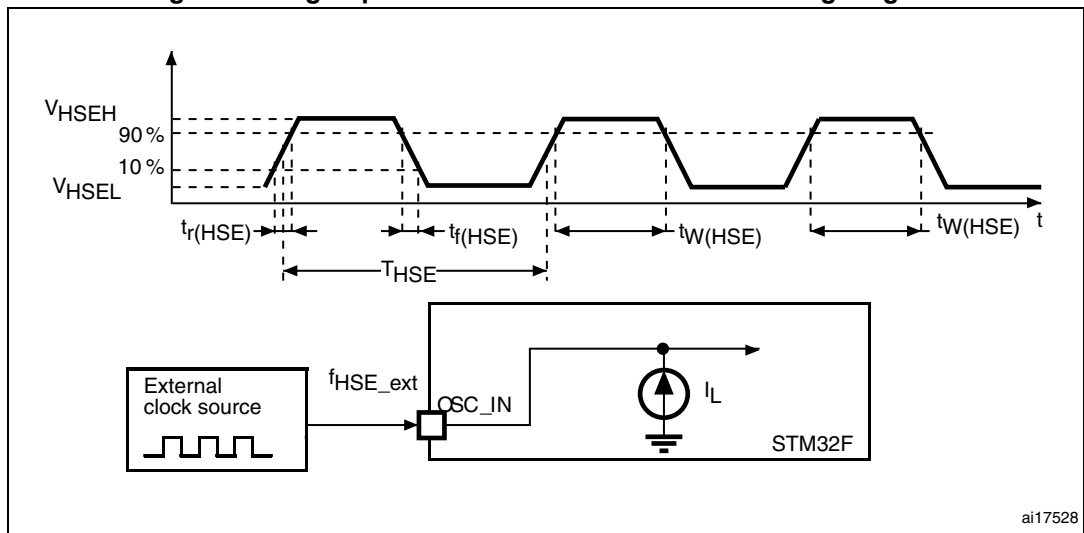 VHSEH
90 %
10 %
VHSEL
tr(HSE)
tf(HSE)
tW(HSE)
tW(HSE)
t
THSE
External
clock source
fHSE_ext
OSC_IN
IL
STM32F
ai17528